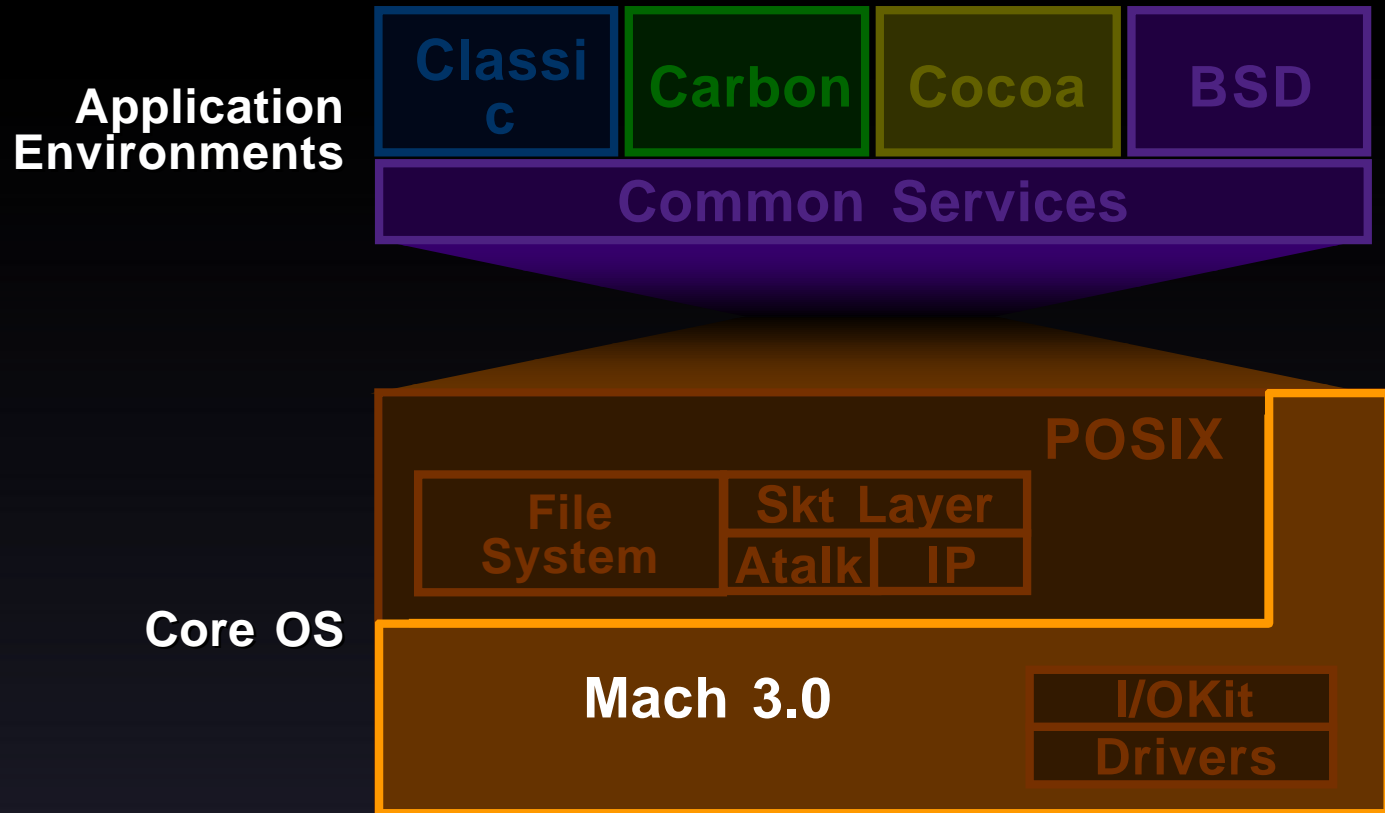 Application
Environments
Classi
c
Carbon
Cocoa
BSD
Common Services
Core OS
POSIX
File
System
Skt Layer
Atalk
IP
Mach 3.0
I/OKit
Drivers